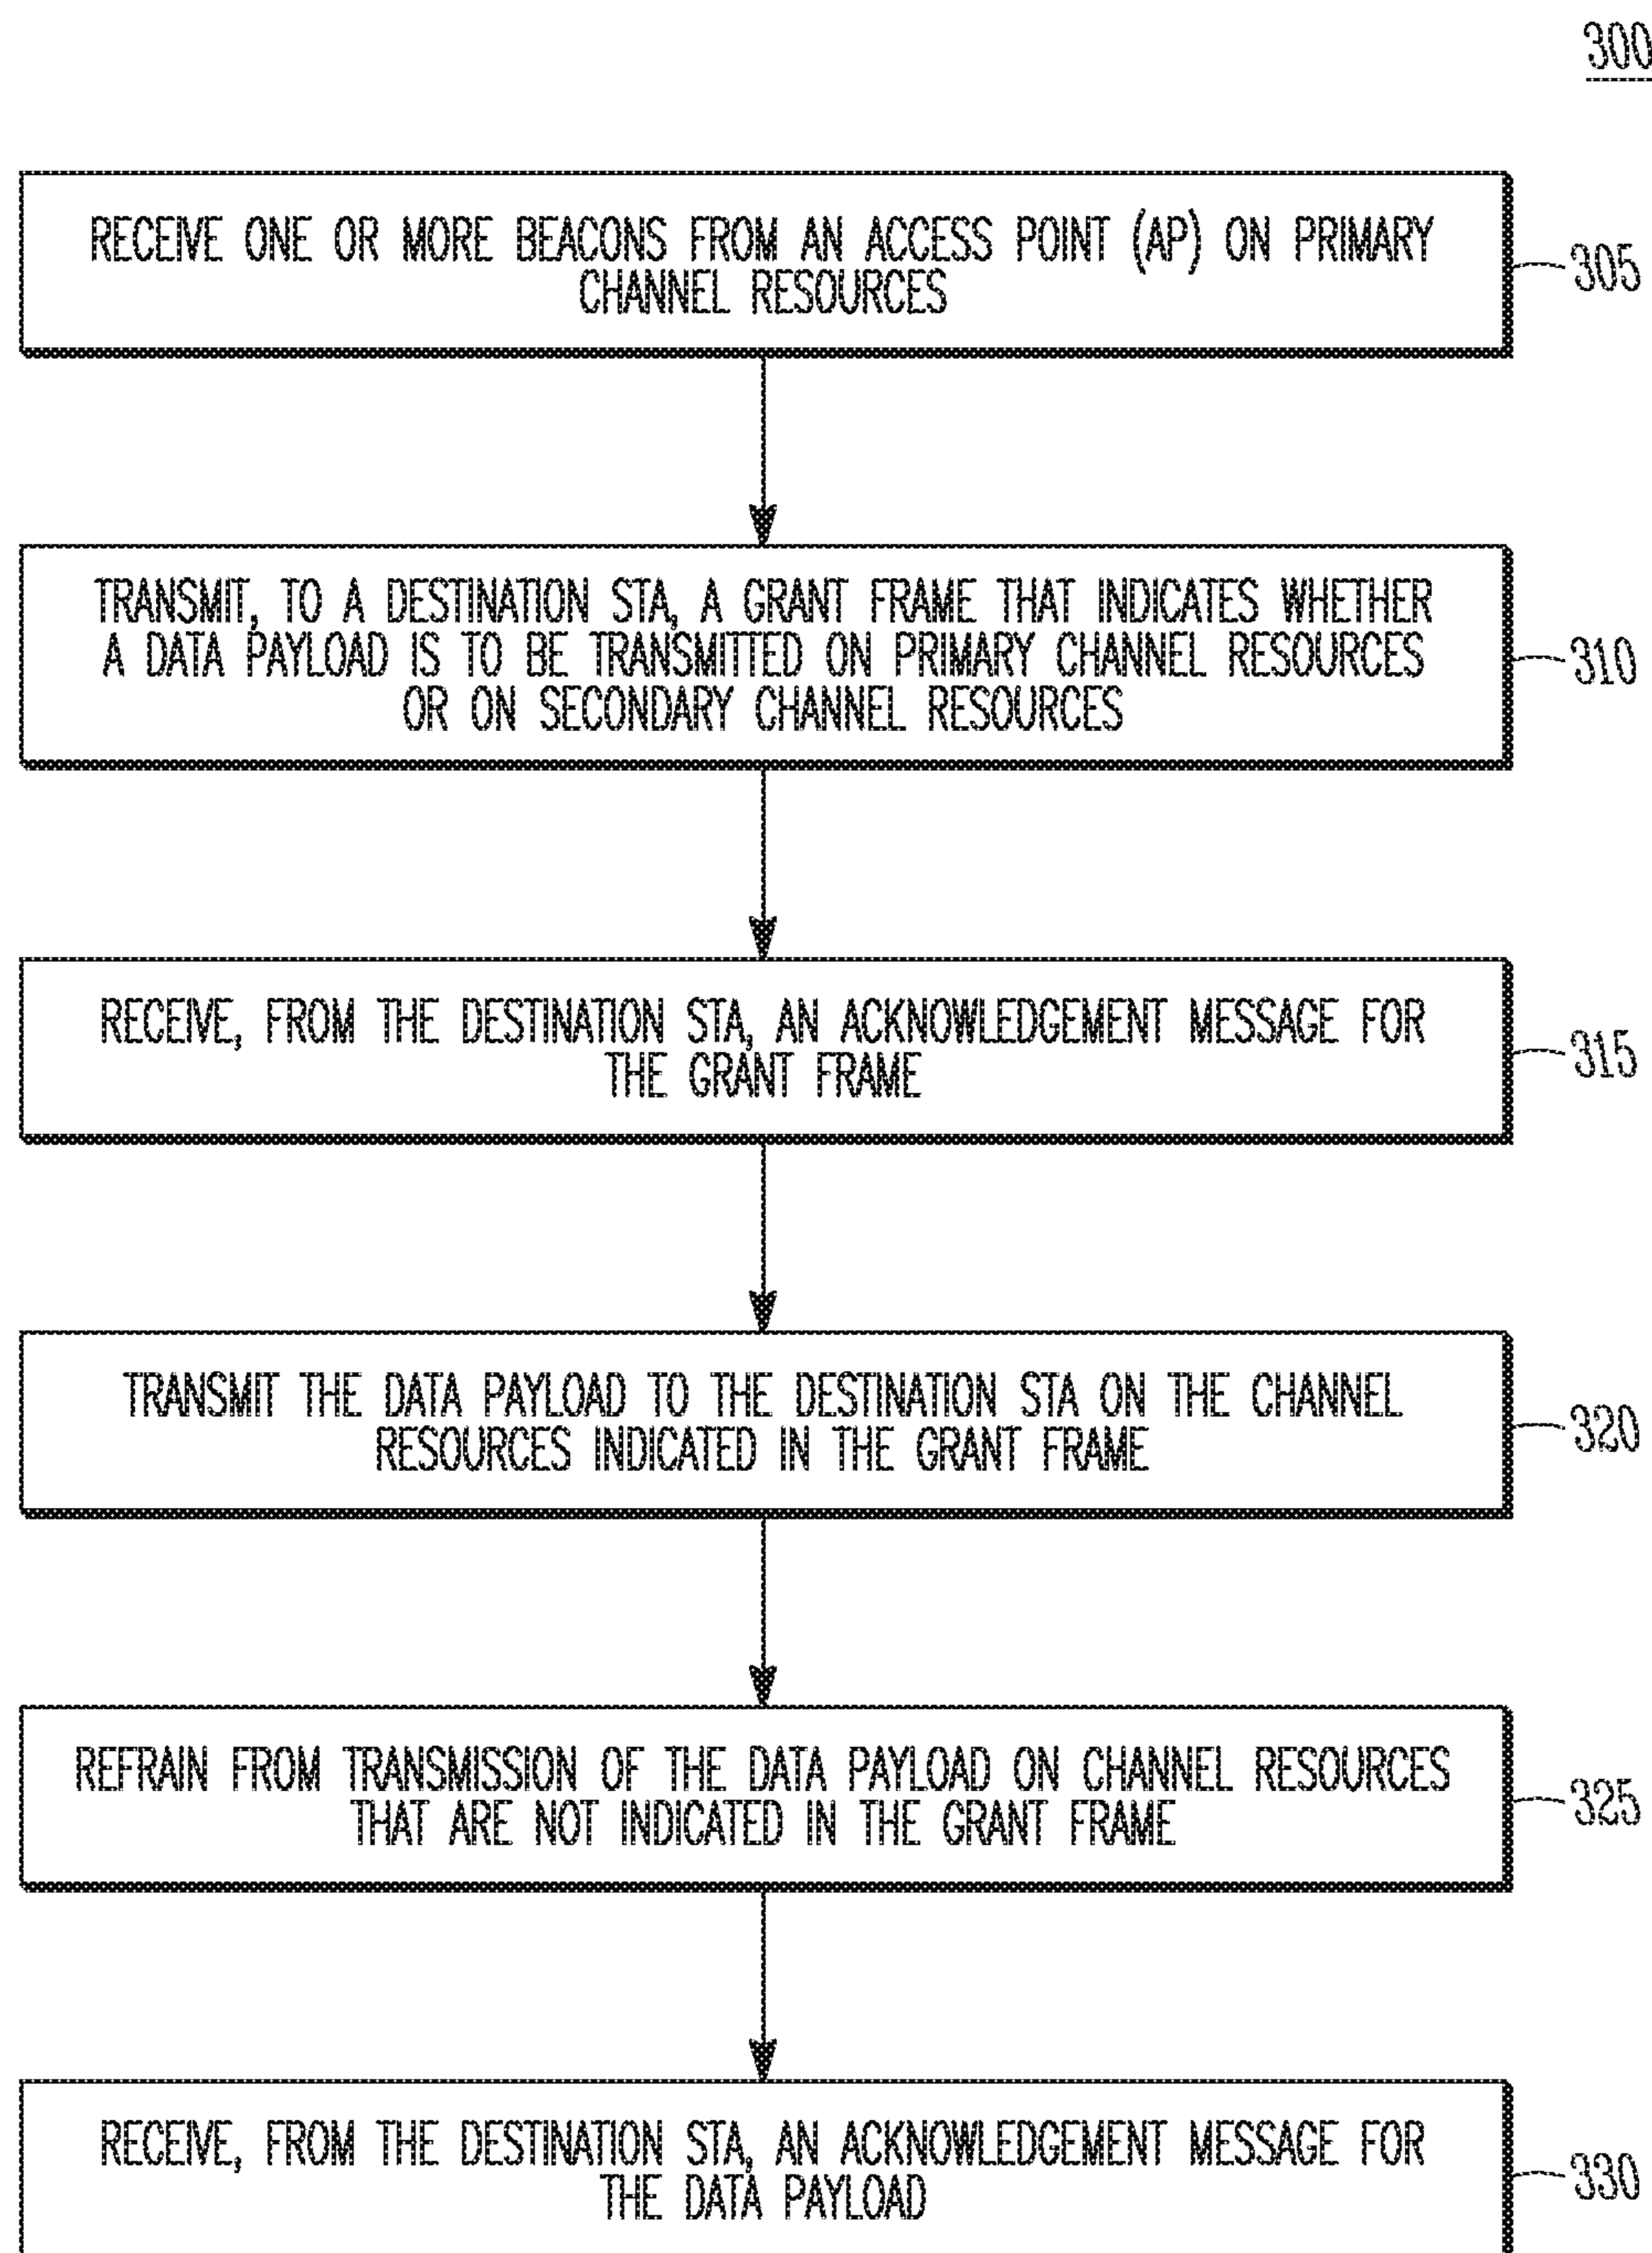 300
RECEIVE ONE OR MORE BEACONS FROM AN ACCESS POINT (AP) ON PRIMARY
CHANNEL RESOURCES
305
TRANSMIT, TO A DESTINATION STA, A GRANT FRAME THAT INDICATES WHETHER
A DATA PAYLOAD IS TO BE TRANSMITTED ON PRIMARY CHANNEL RESOURCES
OR ON SECONDARY CHANNEL RESOURCES
310
RECEIVE, FROM THE DESTINATION STA, AN ACKNOWLEDGEMENT MESSAGE FOR
THE GRANT FRAME
315
TRANSMIT THE DATA PAYLOAD TO THE DESTINATION STA ON THE CHANNEL
RESOURCES INDICATED IN THE GRANT FRAME
320
REFRAIN FROM TRANSMISSION OF THE DATA PAYLOAD ON CHANNEL RESOURCES
THAT ARE NOT INDICATED IN THE GRANT FRAME
325
RECEIVE, FROM THE DESTINATION STA, AN ACKNOWLEDGEMENT MESSAGE FOR
THE DATA PAYLOAD
330